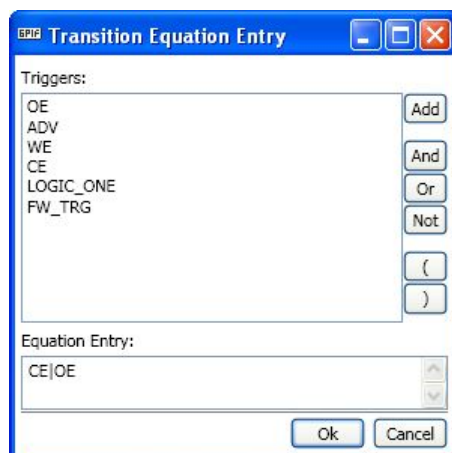 GPIF Transition Equation Entry
Triggers:
OE
ADV
WE
CE
LOGIC_ONE
FW_TRG
Add
And
Or
Not
(
)
Equation Entry:
CE|OE
Ok
Cancel